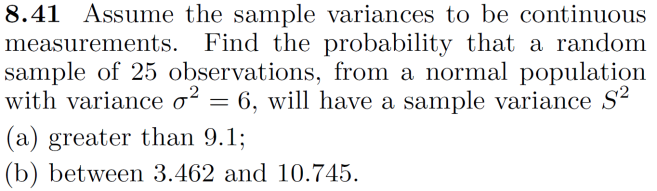 8.41 Assume the sample variances to be continuous
measurements. Find the probability that a random
sample of 25 observations, from a normal population
with variance σ² = 6, will have a sample variance S²
(a) greater than 9.1;
(b) between 3.462 and 10.745.